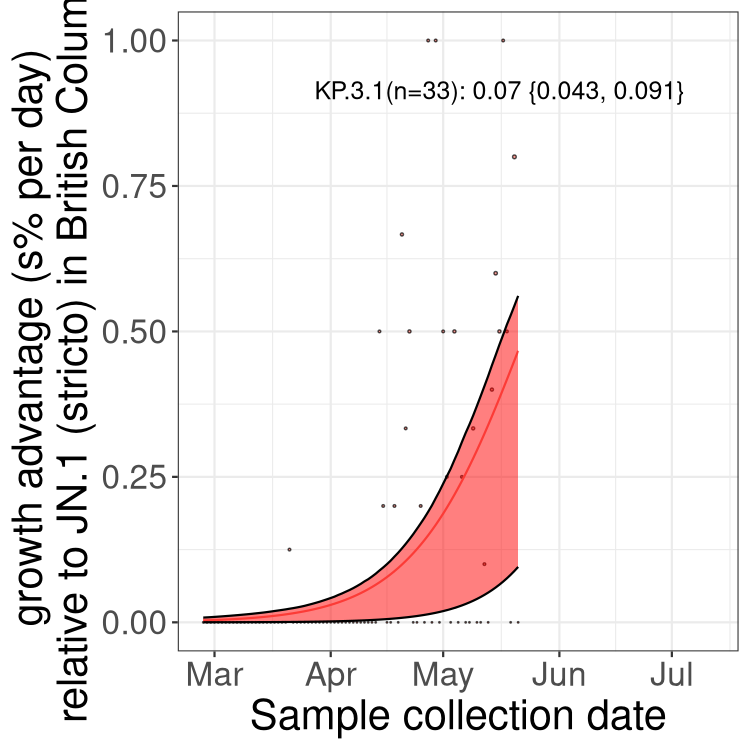 growth advantage (s% per day)
relative to JN.1 (stricto) in British Colum
1.00
0.75
0.50
0.25
0.00
KP.3.1(n=33): 0.07 {0.043, 0.091}
Mar Apr May Jun Jul
Sample collection date